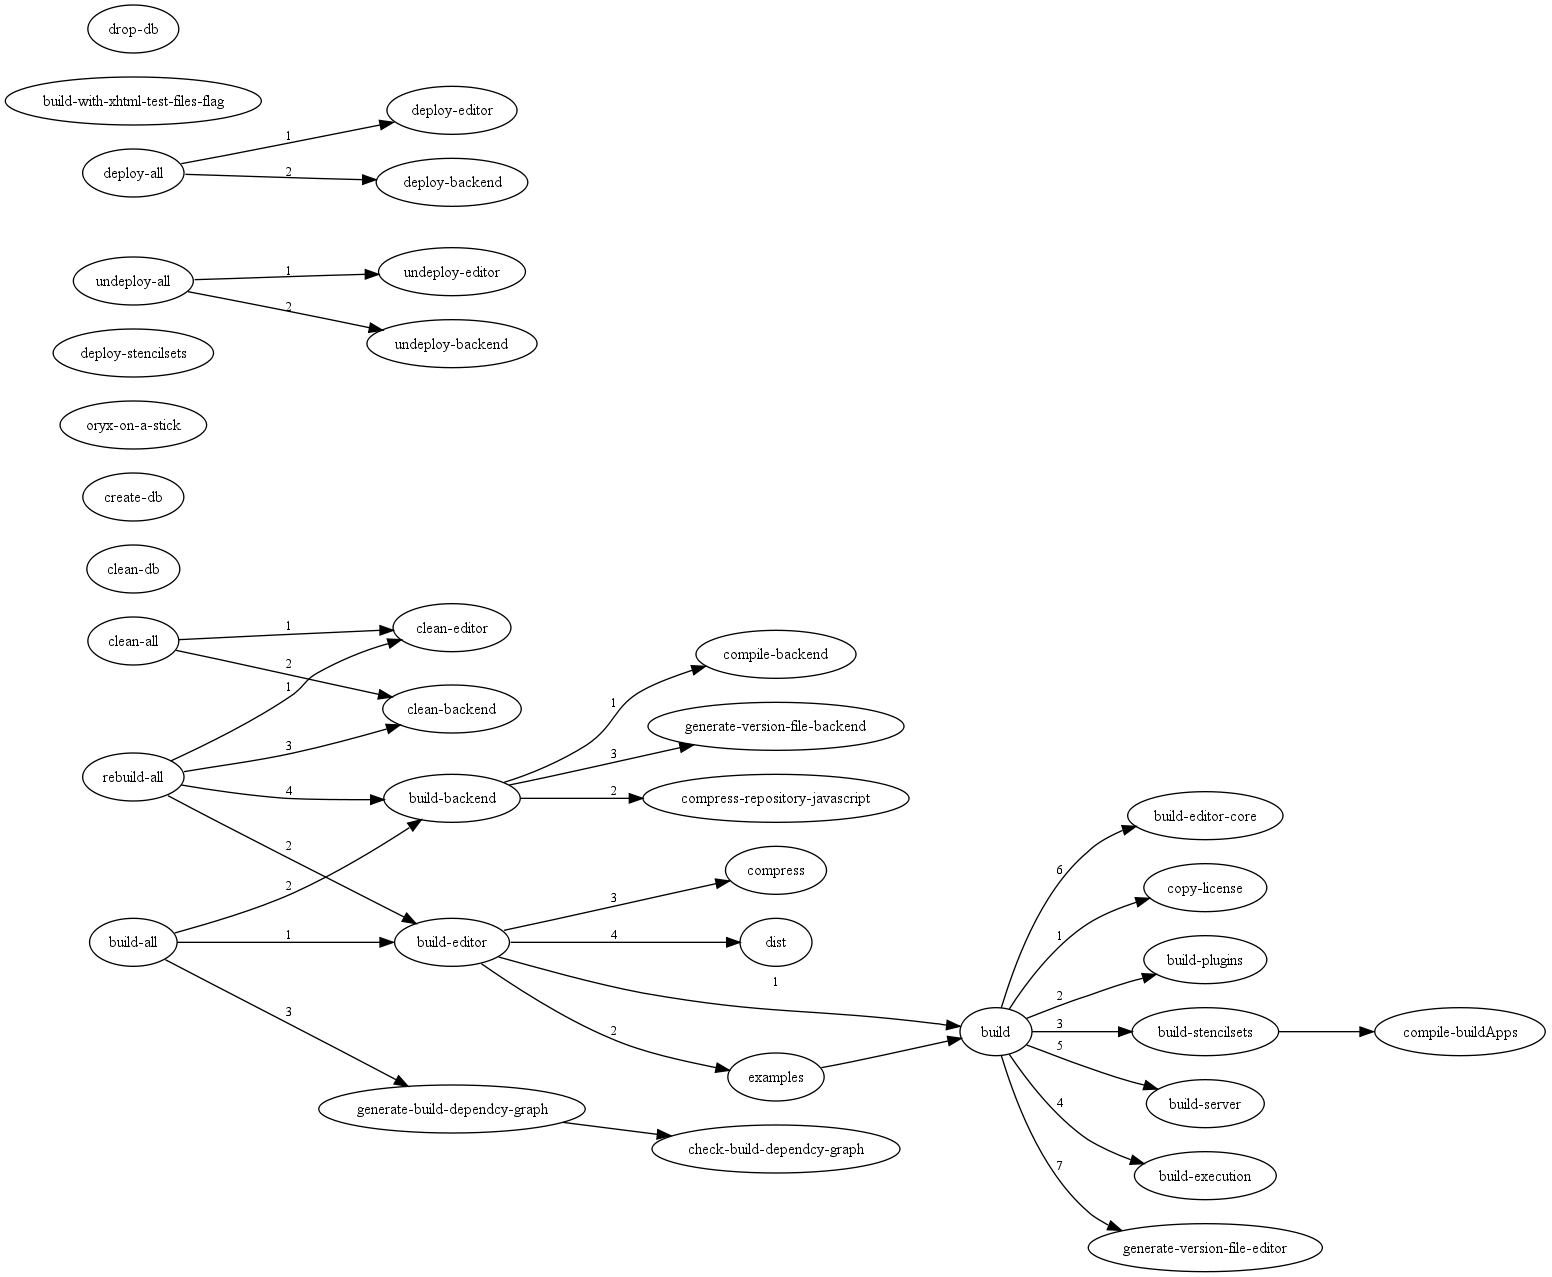 drop-db
build-with-xhtml-test-files-flag
deploy-all
1
deploy-editor
2
deploy-backend
undeploy-all
1
undeploy-editor
2
undeploy-backend
deploy-stencilsets
oryx-on-a-stick
create-db
clean-db
clean-all
1
clean-editor
2
clean-backend
rebuild-all
1
3
4
2
build-backend
1
compile-backend
3
generate-version-file-backend
2
compress-repository-javascript
build-all
2
1
3
build-editor
3
compress
4
dist
1
2
examples
generate-build-dependcy-graph
check-build-dependcy-graph
build
6
build-editor-core
1
copy-license
2
build-plugins
3
build-stencilsets
compile-buildApps
5
build-server
4
build-execution
7
generate-version-file-editor